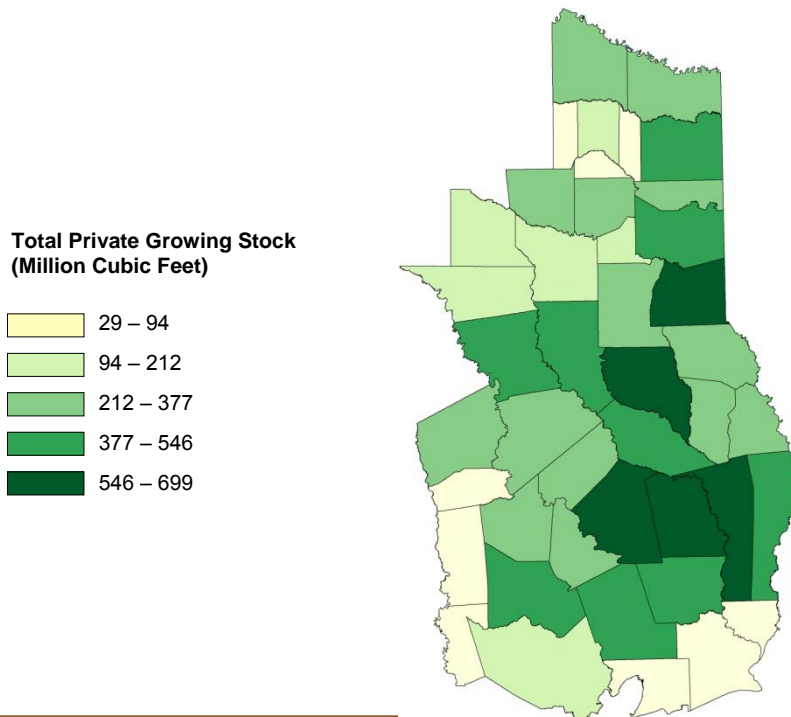 Total Private Growing Stock
(Million Cubic Feet)
29 – 94
94 – 212
212 – 377
377 – 546
546 – 699